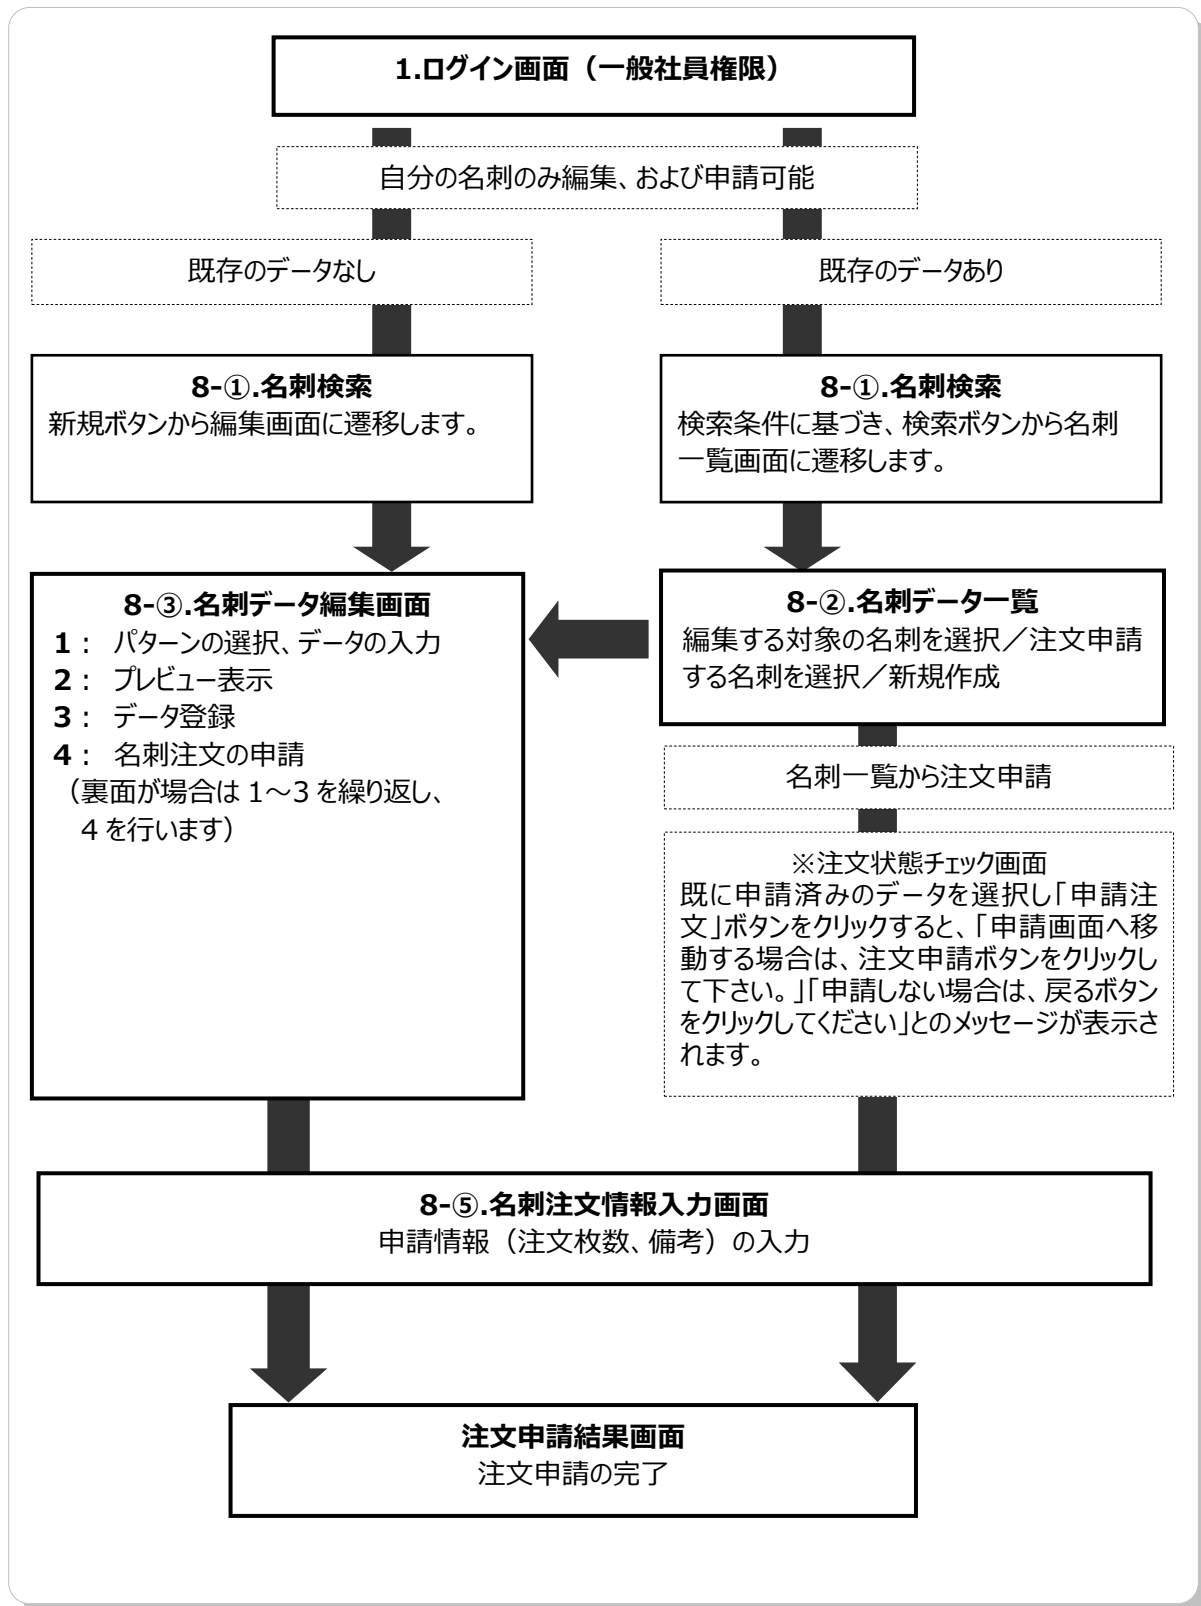 1.ログイン画面（一般社員権限）
自分の名刺のみ編集、および申請可能
既存のデータなし
既存のデータあり
8-①.名刺検索
新規ボタンから編集画面に遷移します。
8-①.名刺検索
検索条件に基づき、検索ボタンから名刺
一覧画面に遷移します。
8-③.名刺データ編集画面
1： パターンの選択、データの入力
2： プレビュー表示
3： データ登録
4： 名刺注文の申請
（裏面が場合は 1～3 を繰り返し、
4 を行います）
8-②.名刺データ一覧
編集する対象の名刺を選択／注文申請
する名刺を選択／新規作成
名刺一覧から注文申請
※注文状態チェック画面
既に申請済みのデータを選択し「申請注
文」ボタンをクリックすると、「申請画面へ移
動する場合は、注文申請ボタンをクリックし
て下さい。」「申請しない場合は、戻るボタン
をクリックしてください」とのメッセージが表示さ
れます。
8-⑤.名刺注文情報入力画面
申請情報（注文枚数、備考）の入力
注文申請結果画面
注文申請の完了